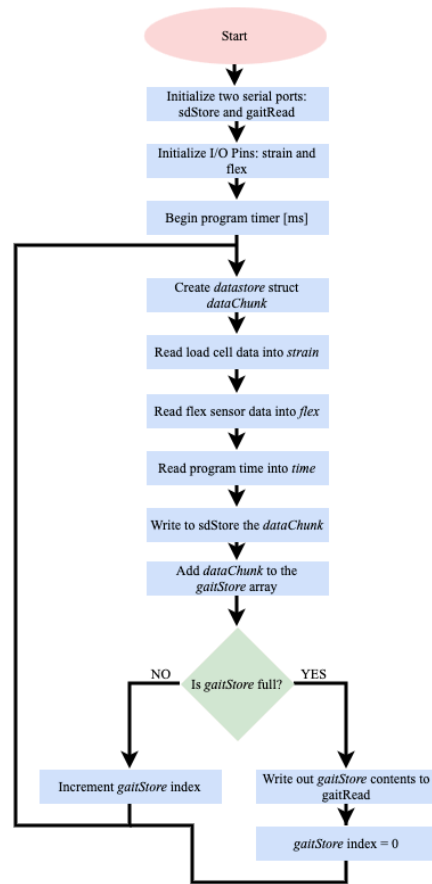 Start
Initialize two serial ports:
sdStore and gaitRead
Initialize I/O Pins: strain and
flex
Begin program timer [ms]
Create datastore struct
dataChunk
Read load cell data into strain
Read flex sensor data into flex
Read program time into time
Write to sdStore the dataChunk
Add dataChunk to the
gaitStore array
Is gaitStore full?
NO
YES
Increment gaitStore index
Write out gaitStore contents to
gaitRead
gaitStore index = 0